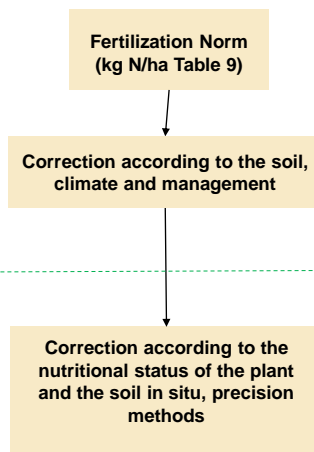 Fertilization Norm
(kg N/ha Table 9)
Correction according to the soil,
climate and management
Correction according to the
nutritional status of the plant
and the soil in situ, precision
methods